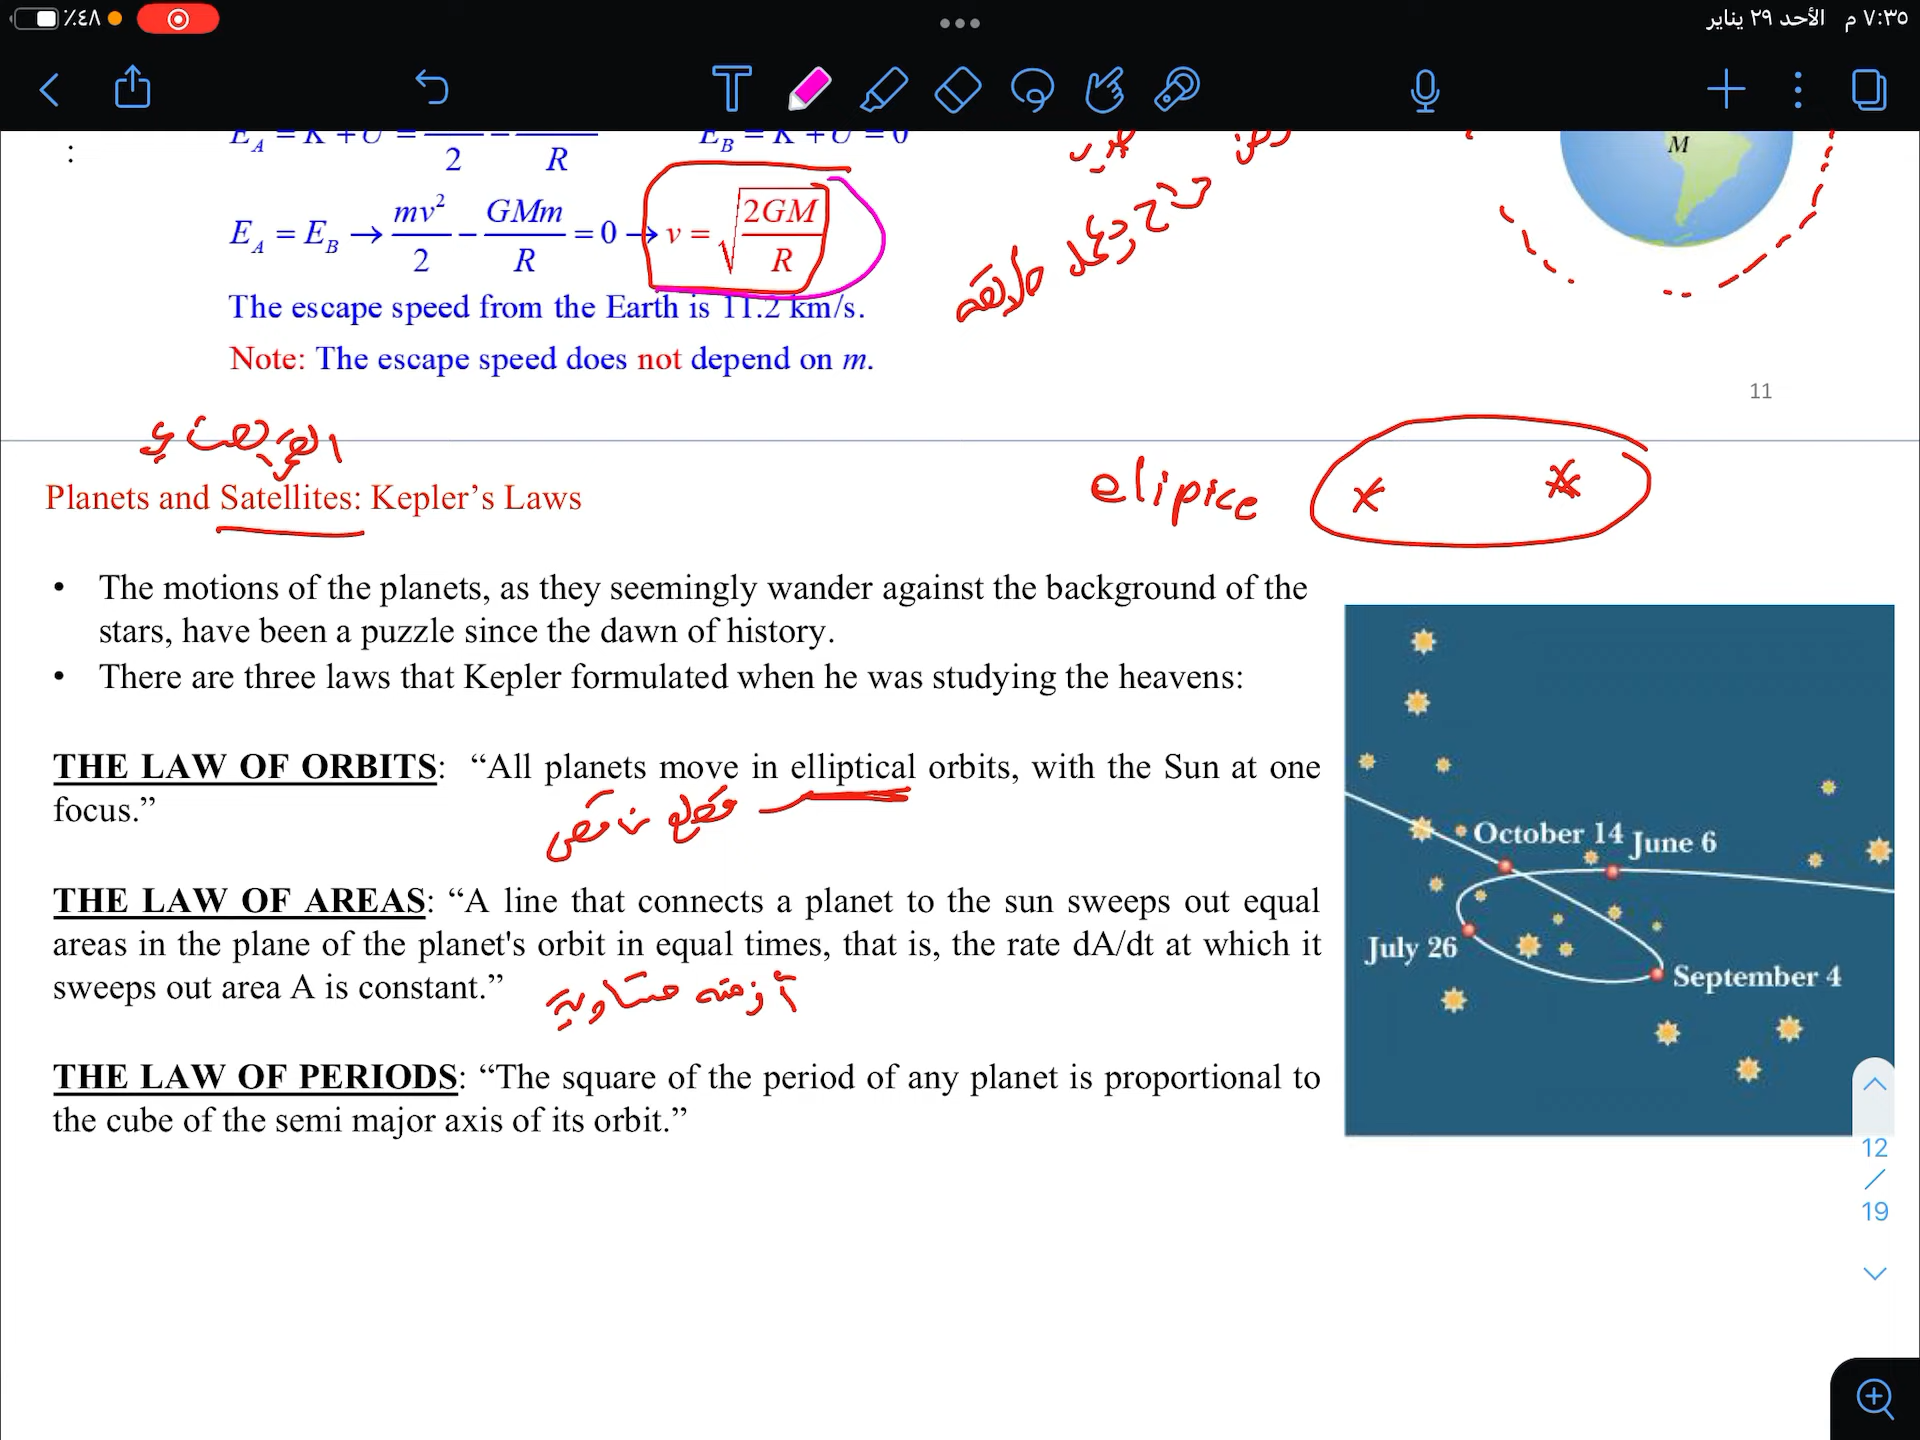 ٪٤٨
٧:٣٥ م الأحد ٢٩ يناير
E_A = K + U = — / 2 − — / R
E_B = K + U = 0
M
:
E_A = E_B → mv²/2 − GMm/R = 0 → v = √(2GM/R)
The escape speed from the Earth is 11.2 km/s.
Note: The escape speed does not depend on m.
11
elipice
Planets and Satellites: Kepler’s Laws
• The motions of the planets, as they seemingly wander against the background of the
stars, have been a puzzle since the dawn of history.
• There are three laws that Kepler formulated when he was studying the heavens:
THE LAW OF ORBITS: “All planets move in elliptical orbits, with the Sun at one
focus.”
قطع ناقص
THE LAW OF AREAS: “A line that connects a planet to the sun sweeps out equal
areas in the plane of the planet's orbit in equal times, that is, the rate dA/dt at which it
sweeps out area A is constant.”
أزمنه متساوية
THE LAW OF PERIODS: “The square of the period of any planet is proportional to
the cube of the semi major axis of its orbit.”
October 14
June 6
July 26
September 4
12
/
19